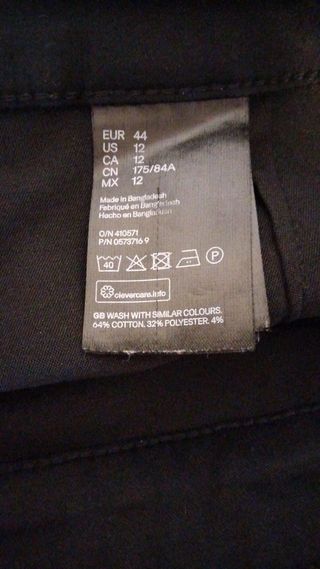 EUR 44
US 12
CA 12
CN 175/84A
MX 12
Made in Bangladesh
Fabriqué en Bangladesh
Hecho en Bangladesh
O/N 410571
P/N 0573716 9
40 P
clevercare.info
GB WASH WITH SIMILAR COLOURS.
64% COTTON. 32% POLYESTER. 4%